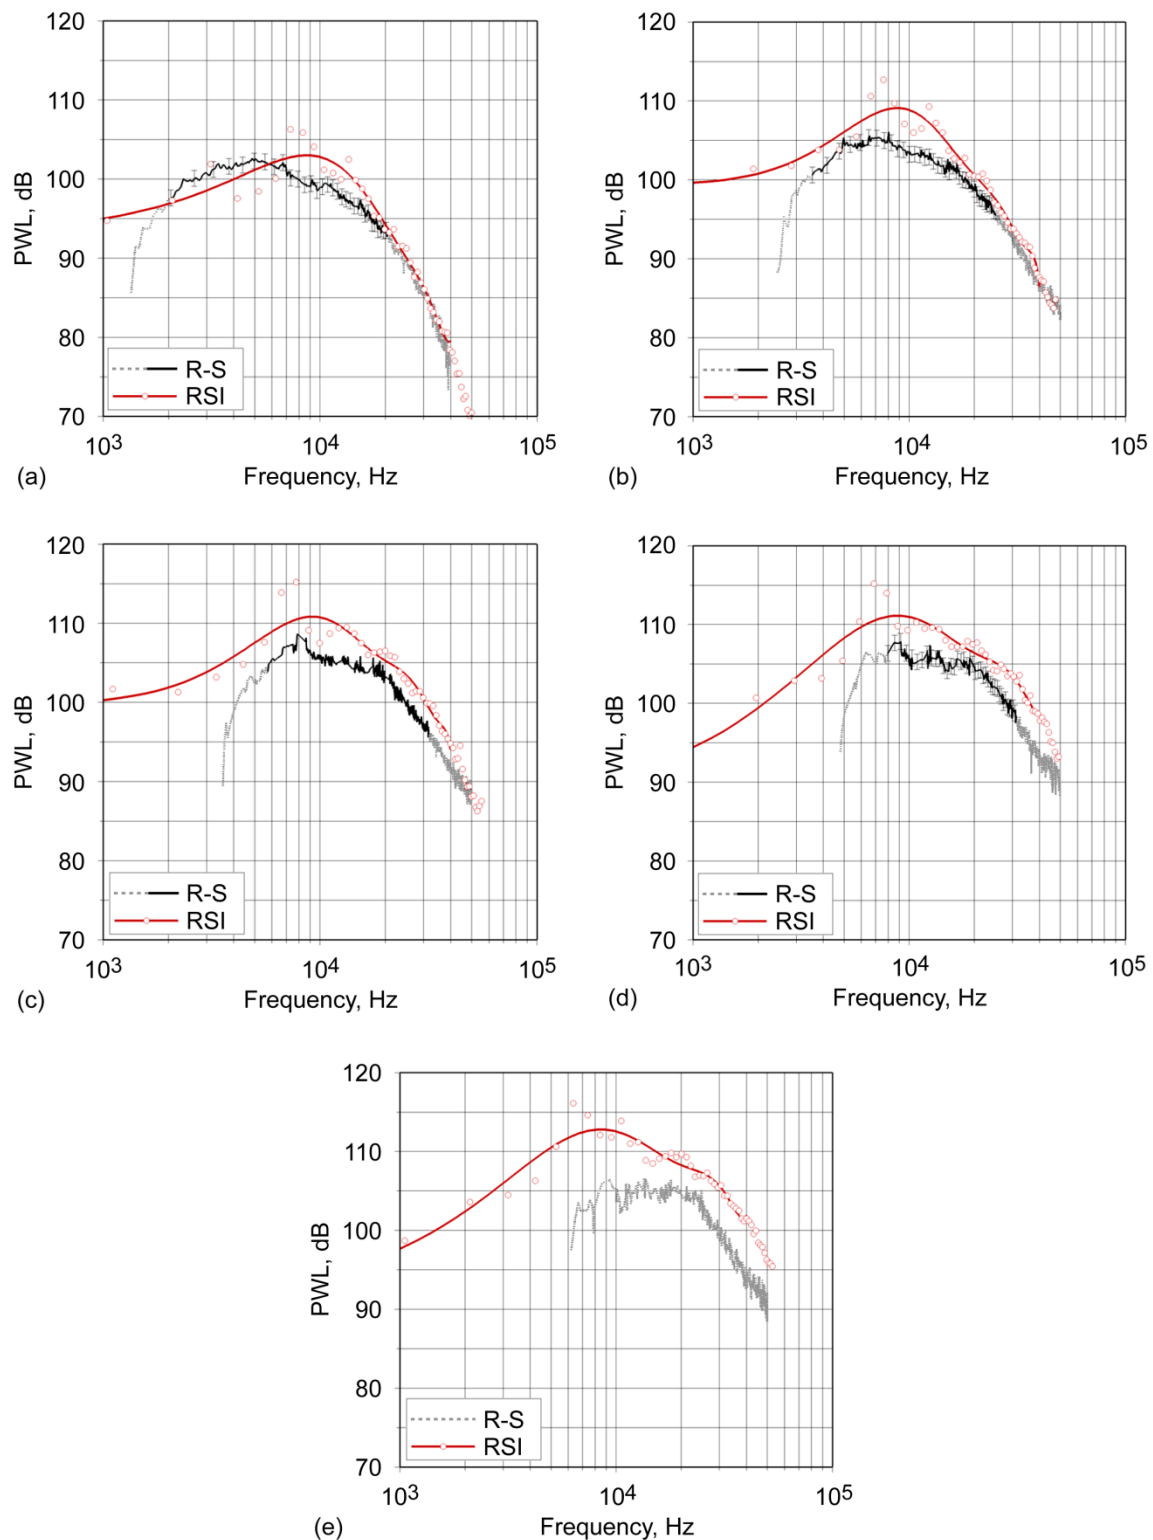 120
110
100
90
80
70
PWL, dB
R-S
RSI
10³ 10⁴ 10⁵
Frequency, Hz
(a)
120
110
100
90
80
70
PWL, dB
R-S
RSI
10³ 10⁴ 10⁵
Frequency, Hz
(b)
120
110
100
90
80
70
PWL, dB
R-S
RSI
10³ 10⁴ 10⁵
Frequency, Hz
(c)
120
110
100
90
80
70
PWL, dB
R-S
RSI
10³ 10⁴ 10⁵
Frequency, Hz
(d)
120
110
100
90
80
70
PWL, dB
R-S
RSI
10³ 10⁴ 10⁵
Frequency, Hz
(e)